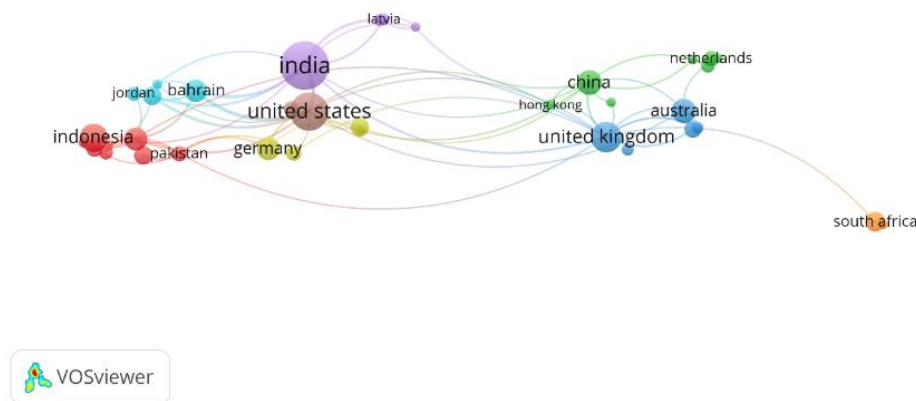 latvia
india
netherlands
jordan
bahrain
china
hong kong
united states
australia
indonesia
united kingdom
pakistan
germany
south africa
VOSviewer